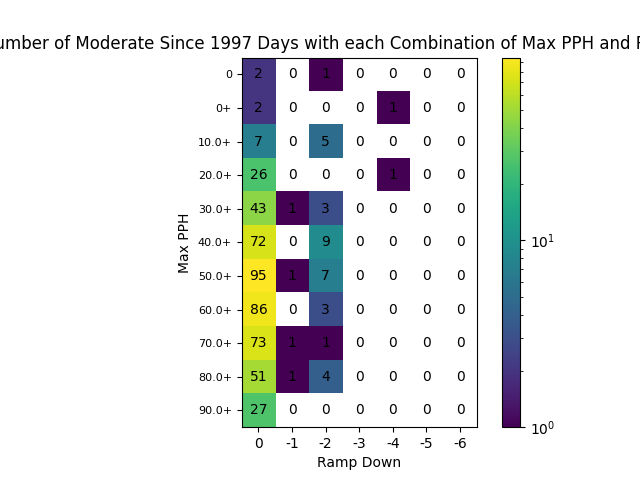 umber of Moderate Since 1997 Days with each Combination of Max PPH and
Max PPH
0 2 0 1 0 0 0 0
0+ 2 0 0 0 1 0 0
10.0+ 7 0 5 0 0 0 0
20.0+ 26 0 0 0 1 0 0
30.0+ 43 1 3 0 0 0 0
40.0+ 72 0 9 0 0 0 0
50.0+ 95 1 7 0 0 0 0
60.0+ 86 0 3 0 0 0 0
70.0+ 73 1 1 0 0 0 0
80.0+ 51 1 4 0 0 0 0
90.0+ 27 0 0 0 0 0 0
0 -1 -2 -3 -4 -5 -6
Ramp Down
10^1
10^0